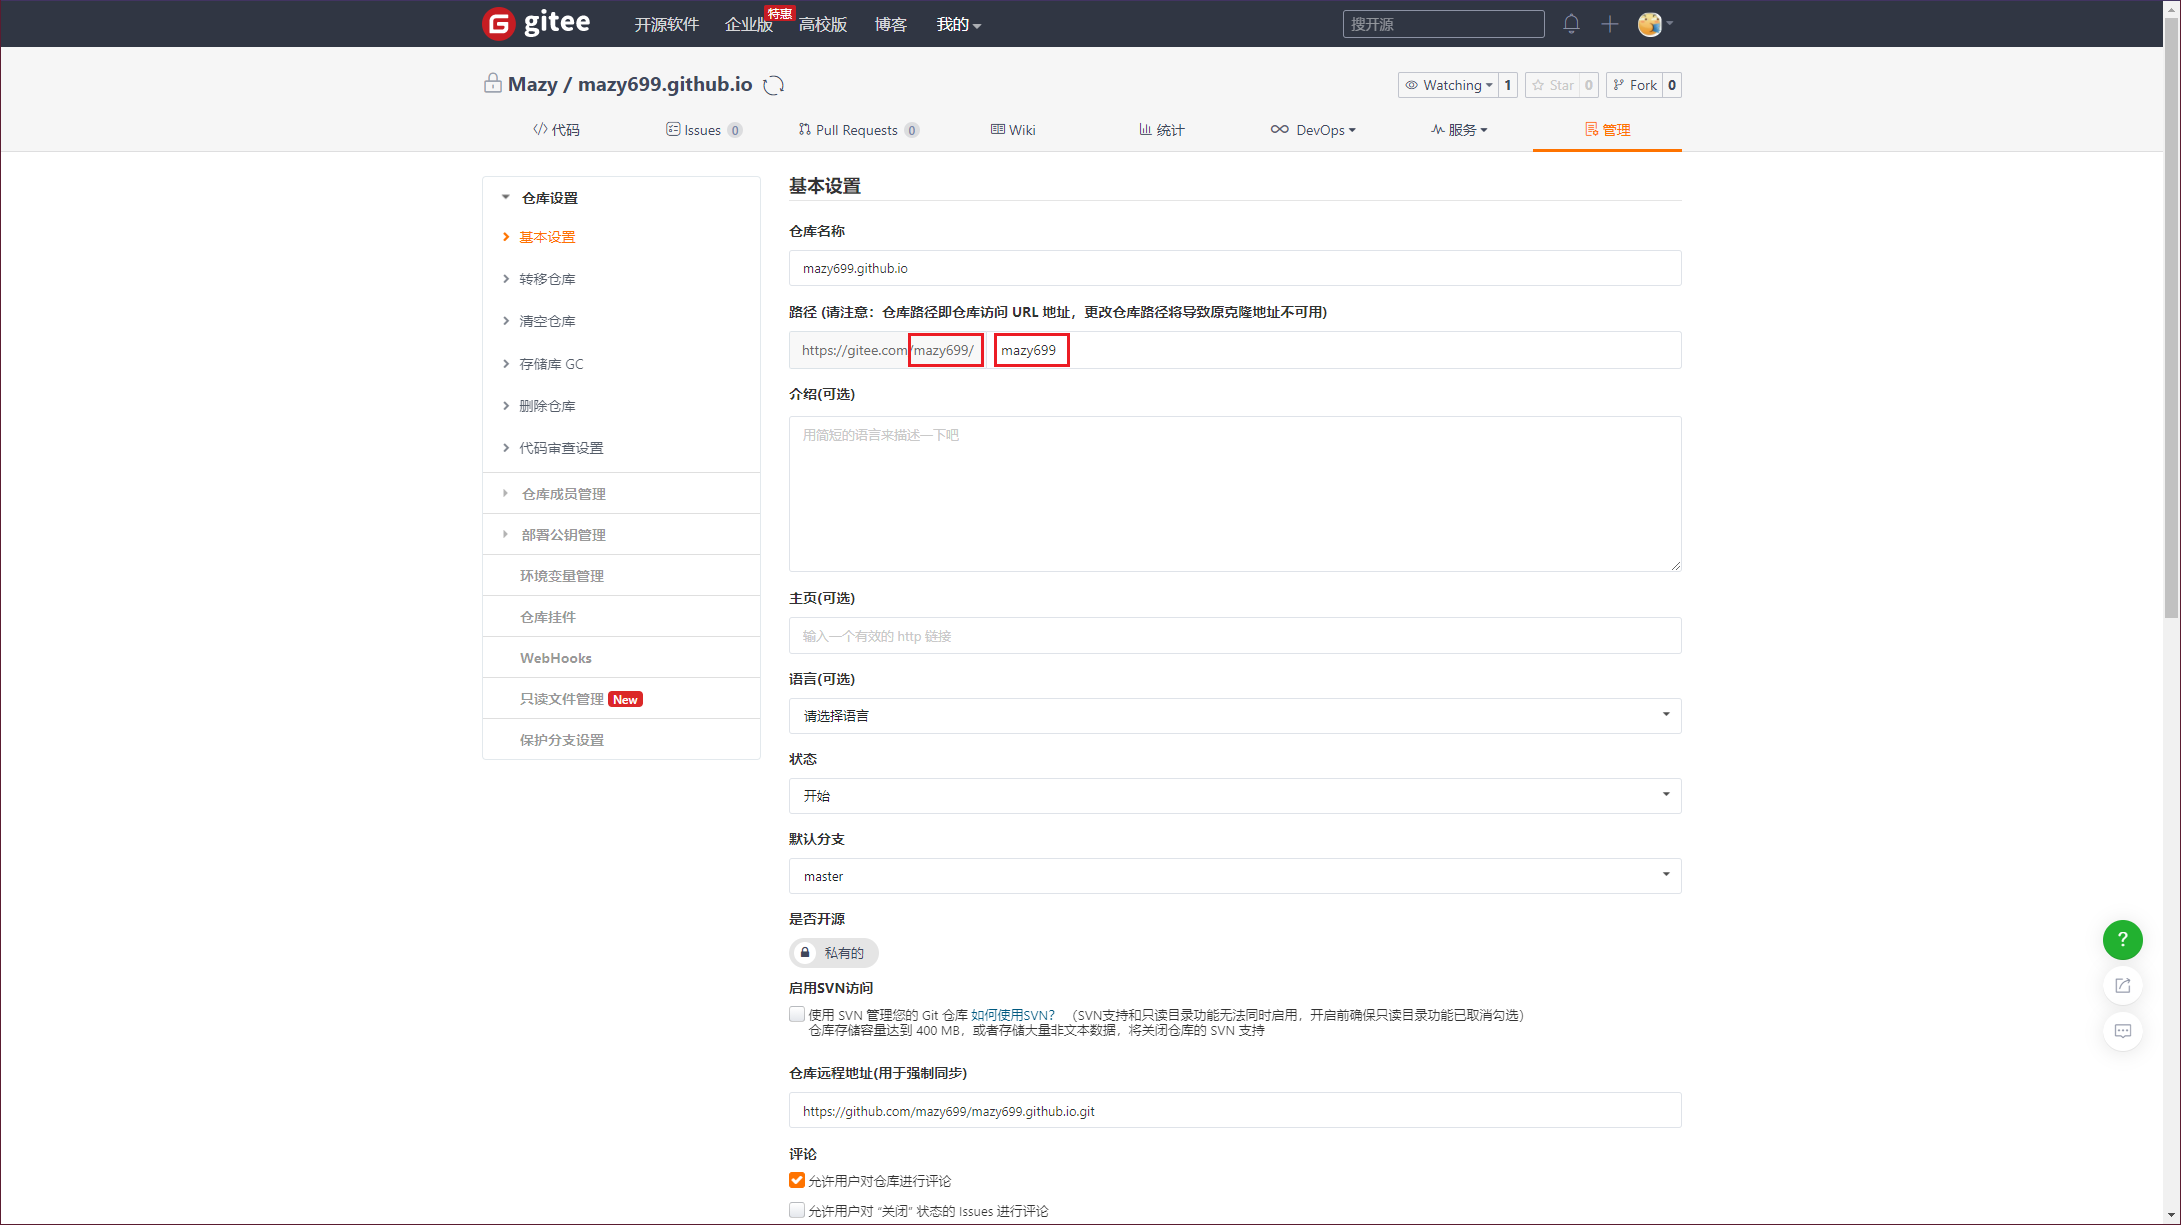 gitee 开源软件 企业版 特惠 高校版 博客 我的 搜开源
Mazy / mazy699.github.io Watching 1 Star 0 Fork 0
代码 Issues 0 Pull Requests 0 Wiki 统计 DevOps 服务 管理
仓库设置
基本设置
转移仓库
清空仓库
存储库 GC
删除仓库
代码审查设置
仓库成员管理
部署公钥管理
环境变量管理
仓库挂件
WebHooks
只读文件管理 New
保护分支设置
基本设置
仓库名称
mazy699.github.io
路径 (请注意：仓库路径即仓库访问 URL 地址，更改仓库路径将导致原克隆地址不可用)
https://gitee.com/mazy699/ mazy699
介绍(可选)
用简短的语言来描述一下吧
主页(可选)
输入一个有效的 http 链接
语言(可选)
请选择语言
状态
开始
默认分支
master
是否开源
私有的
启用SVN访问
使用 SVN 管理您的 Git 仓库 如何使用SVN？ （SVN支持和只读目录功能无法同时启用，开启前确保只读目录功能已取消勾选）
仓库存储容量达到 400 MB，或者存储大量非文本数据，将关闭仓库的 SVN 支持
仓库远程地址(用于强制同步)
https://github.com/mazy699/mazy699.github.io.git
评论
允许用户对仓库进行评论
允许用户对 “关闭” 状态的 Issues 进行评论
?